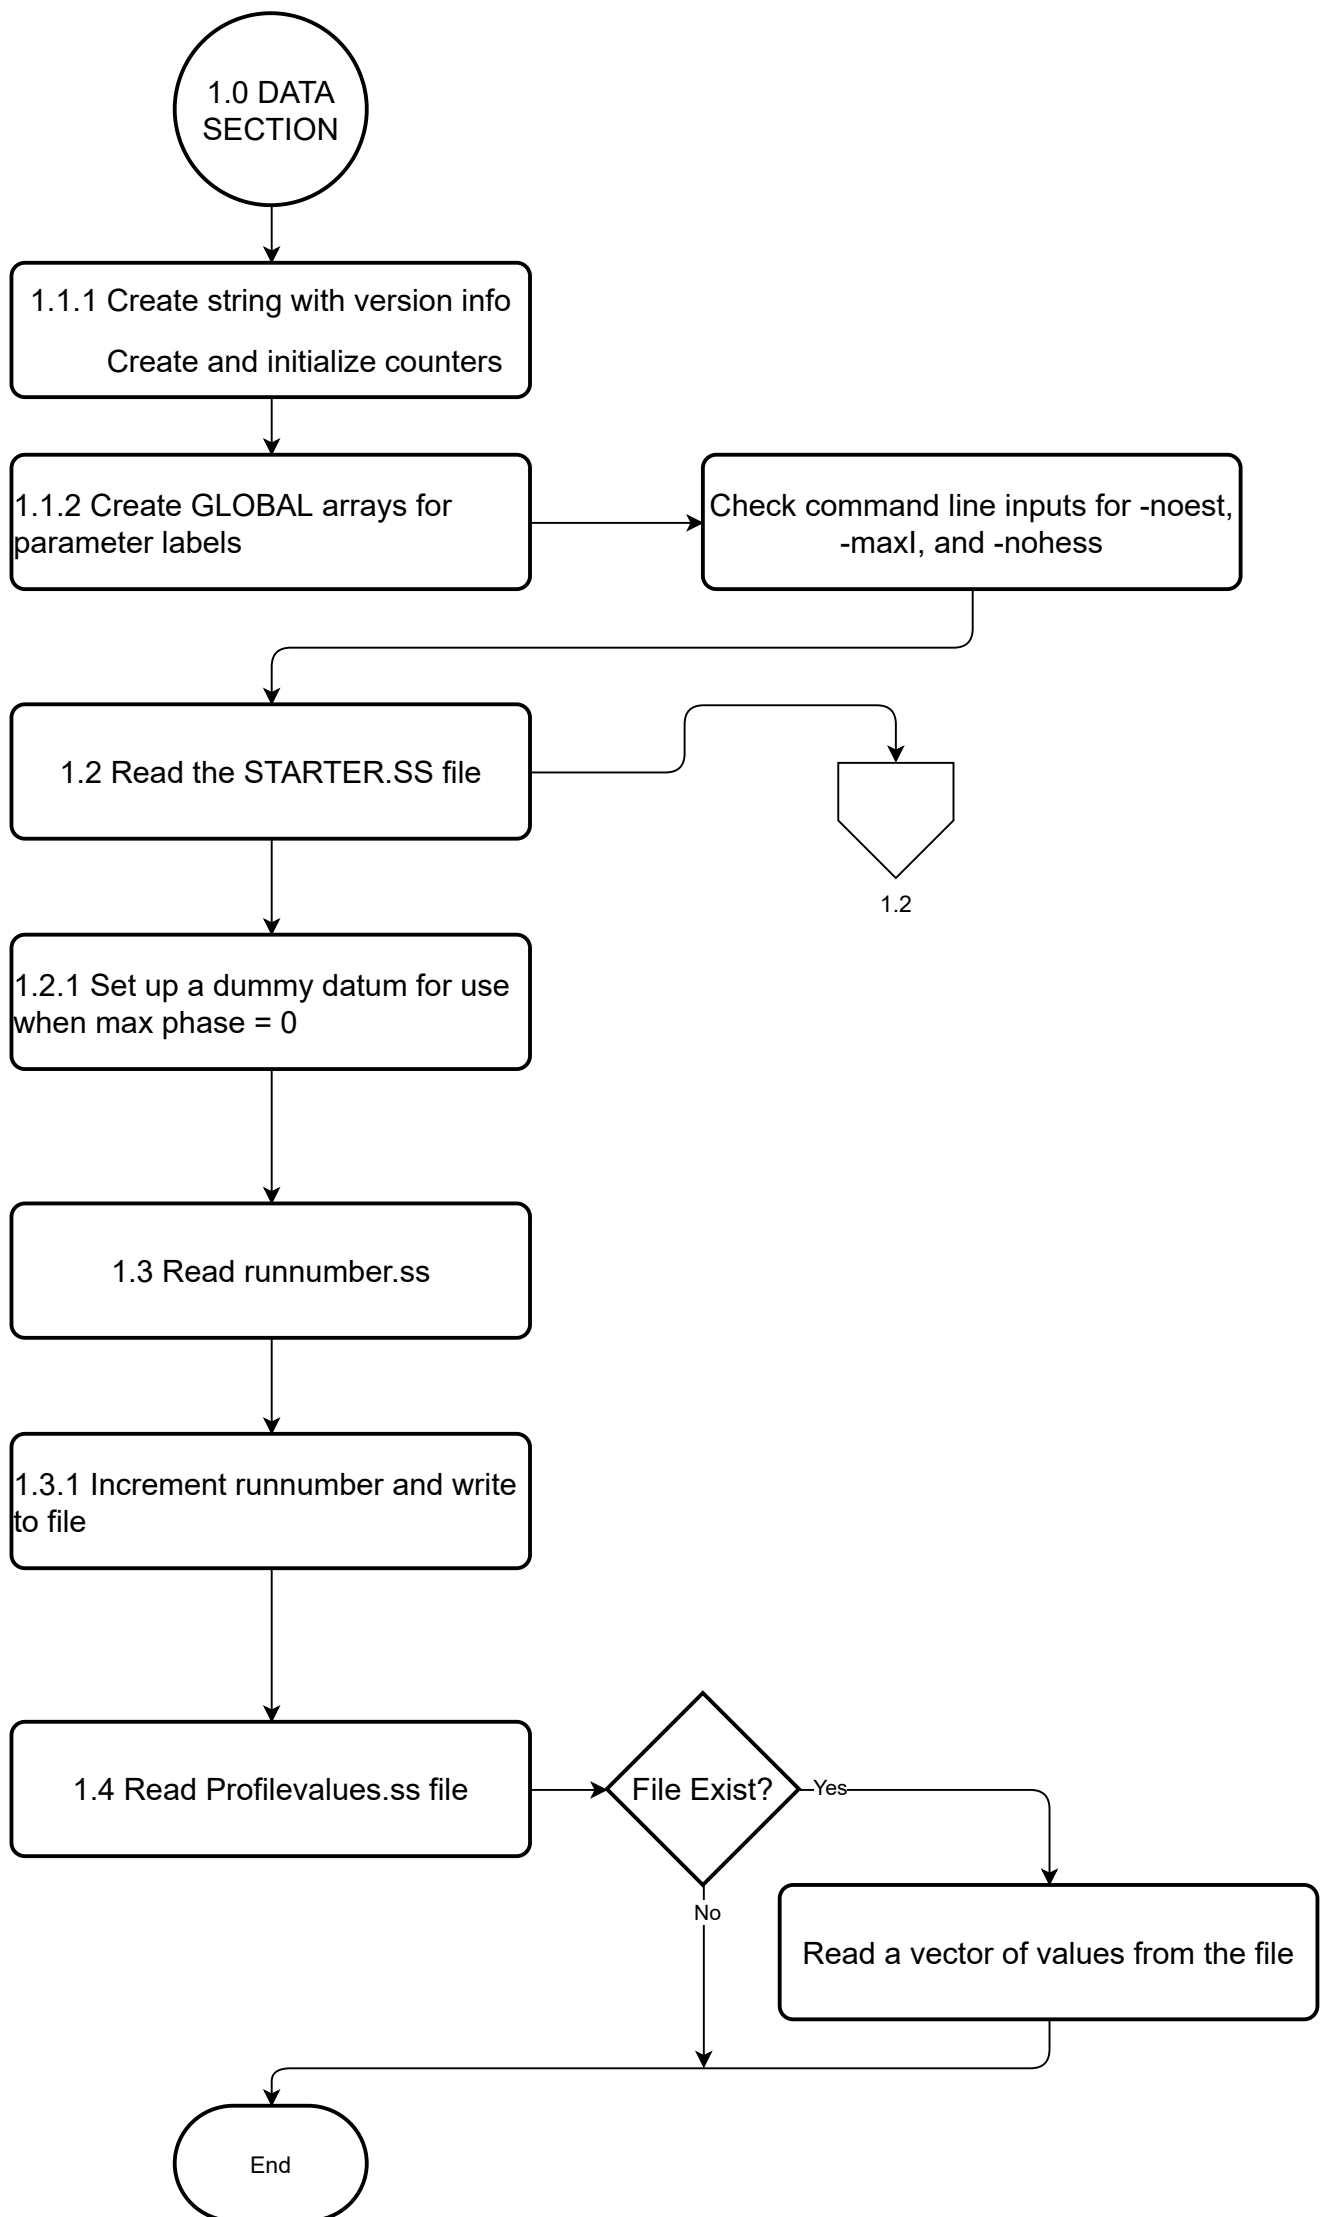 1.0 DATA
SECTION
1.1.1 Create string with version info
Create and initialize counters
1.1.2 Create GLOBAL arrays for
parameter labels
Check command line inputs for -noest,
-maxI, and -nohess
1.2 Read the STARTER.SS file
1.2
1.2.1 Set up a dummy datum for use
when max phase = 0
1.3 Read runnumber.ss
1.3.1 Increment runnumber and write
to file
1.4 Read Profilevalues.ss file
File Exist?
Yes
No
Read a vector of values from the file
End